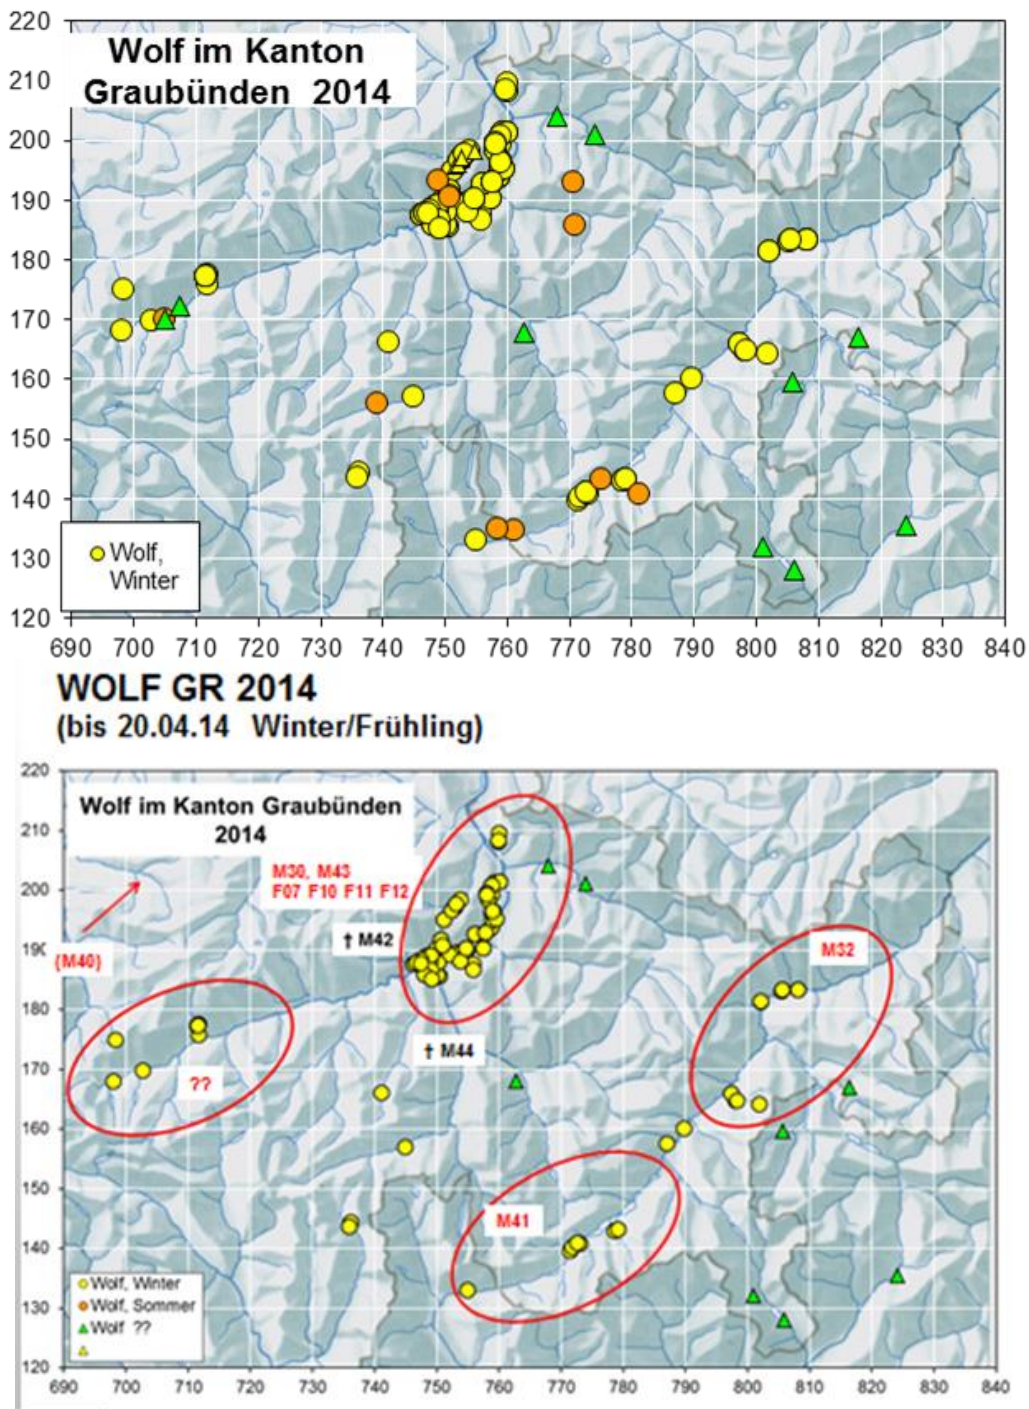 Wolf im Kanton
Graubünden 2014
220
210
200
190
180
170
160
150
140
130
120
Wolf,
Winter
690 700 710 720 730 740 750 760 770 780 790 800 810 820 830 840
WOLF GR 2014
(bis 20.04.14 Winter/Frühling)
220
210
200
190
180
170
160
150
140
130
120
Wolf im Kanton Graubünden
2014
M30, M43
F07 F10 F11 F12
† M42
(M40)
M32
† M44
??
M41
Wolf, Winter
Wolf, Sommer
Wolf ??
690 700 710 720 730 740 750 760 770 780 790 800 810 820 830 840